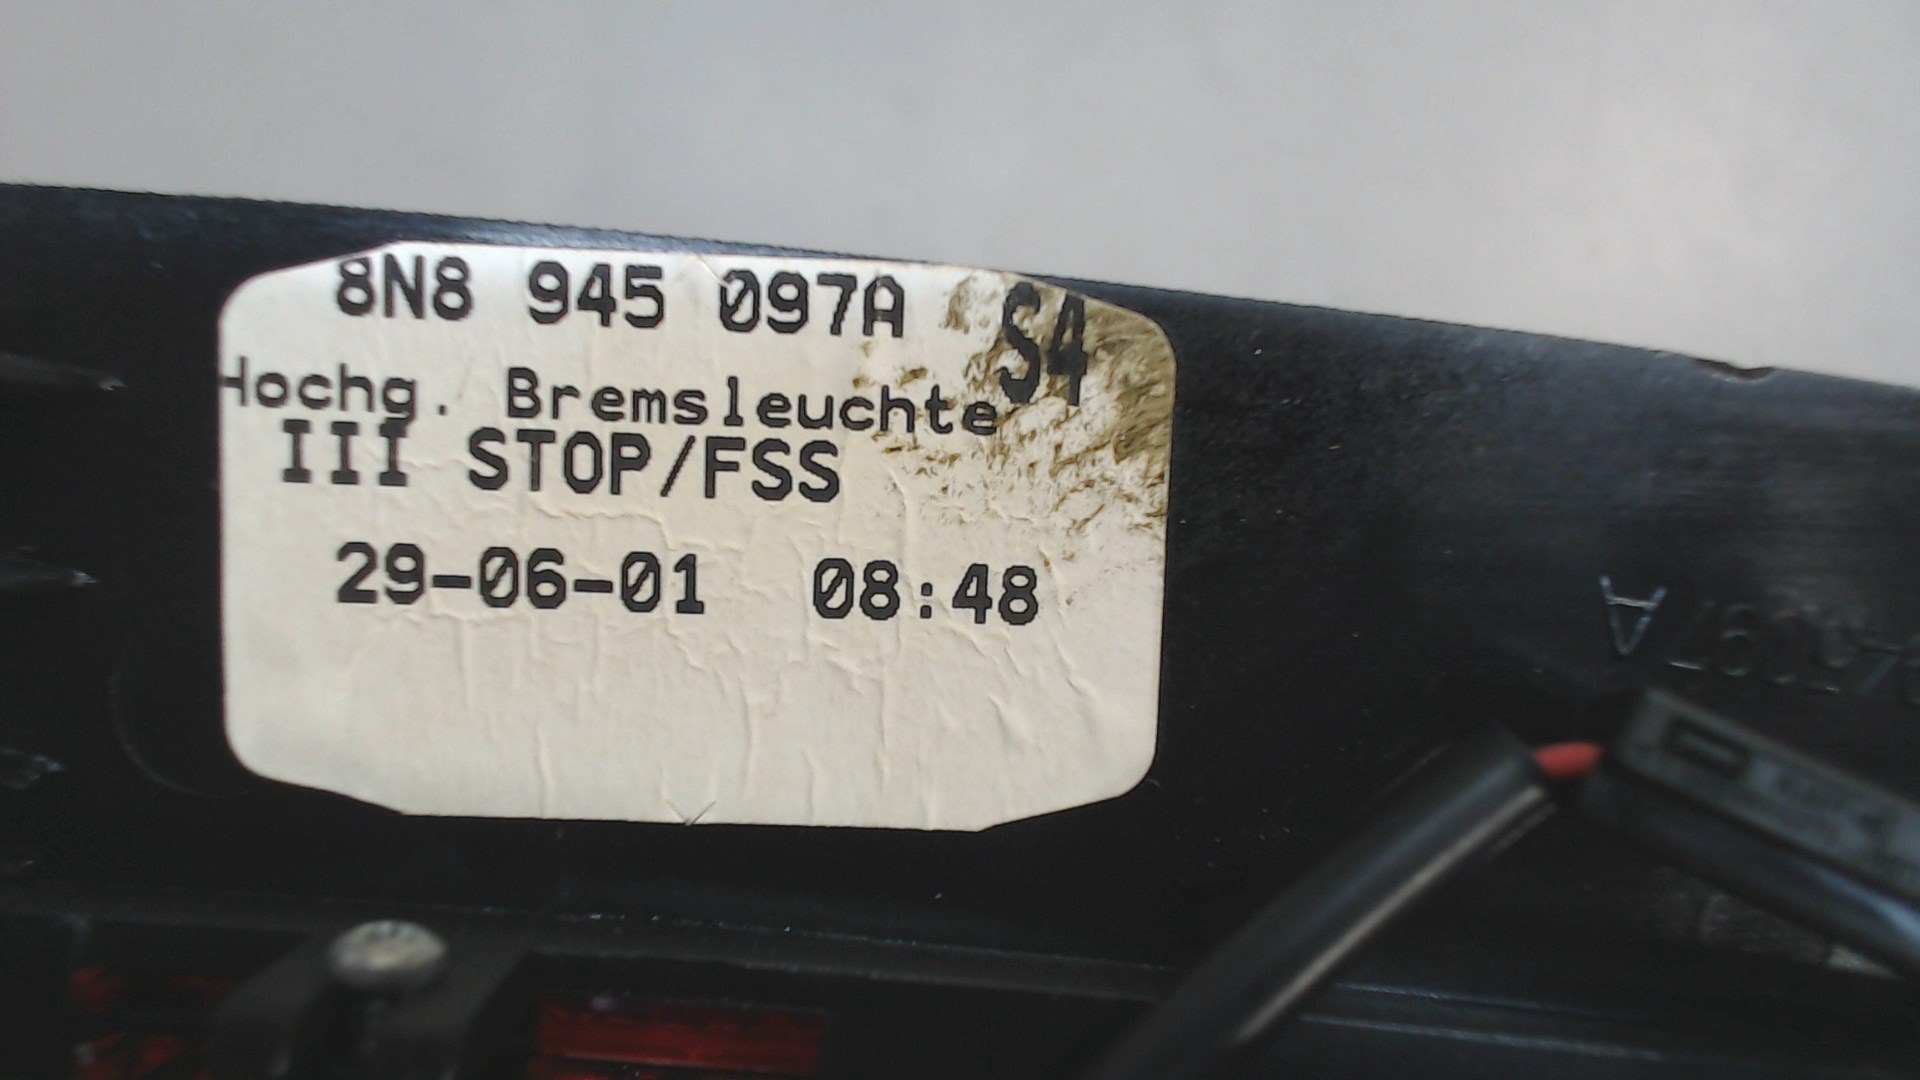 8N8 945 097A S4
Hochg. Bremsleuchte
III STOP/FSS
29-06-01 08:48